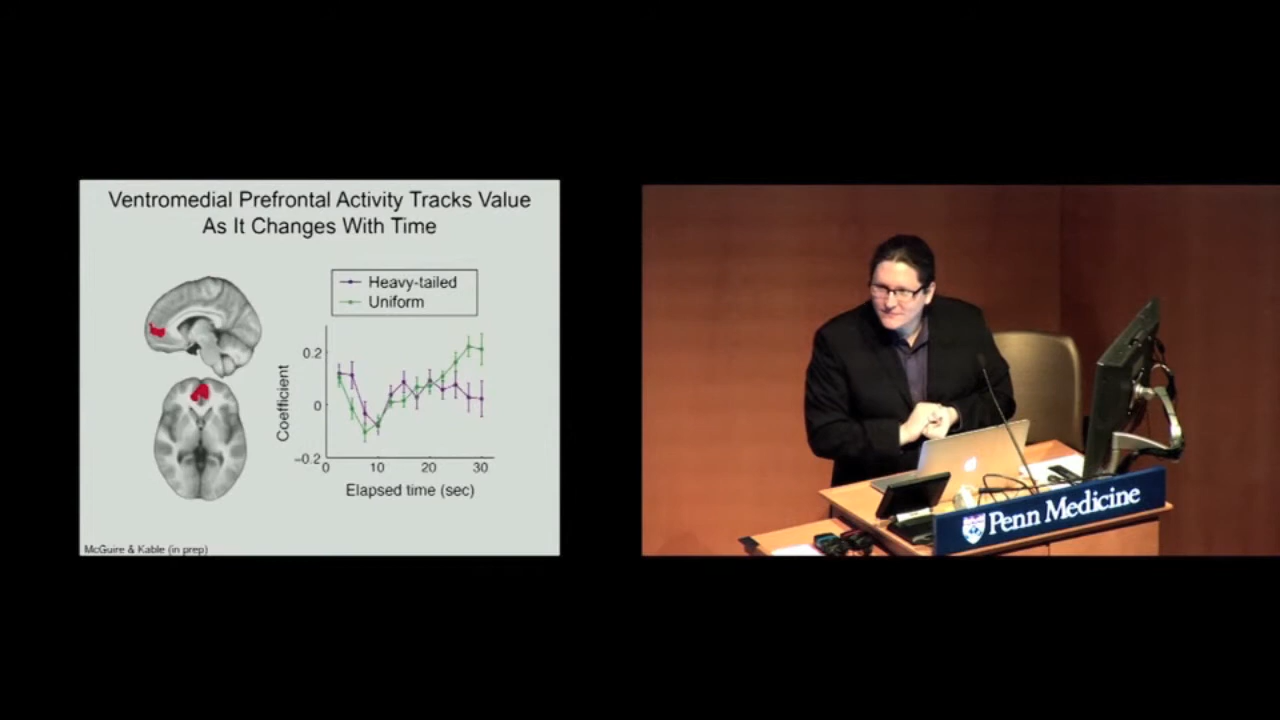 Ventromedial Prefrontal Activity Tracks Value
As It Changes With Time
Heavy-tailed
Uniform
0.2
0
−0.2
Coefficient
0
10
20
30
Elapsed time (sec)
McGuire & Kable (in prep)
Penn Medicine